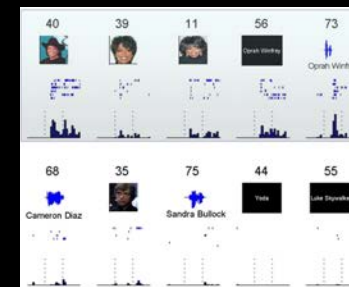 40 39 11 56 73
Oprah Winfrey
Oprah Winfr
68 35 75 44 55
Yoda
Luke Skywalker
Cameron Diaz
Sandra Bullock